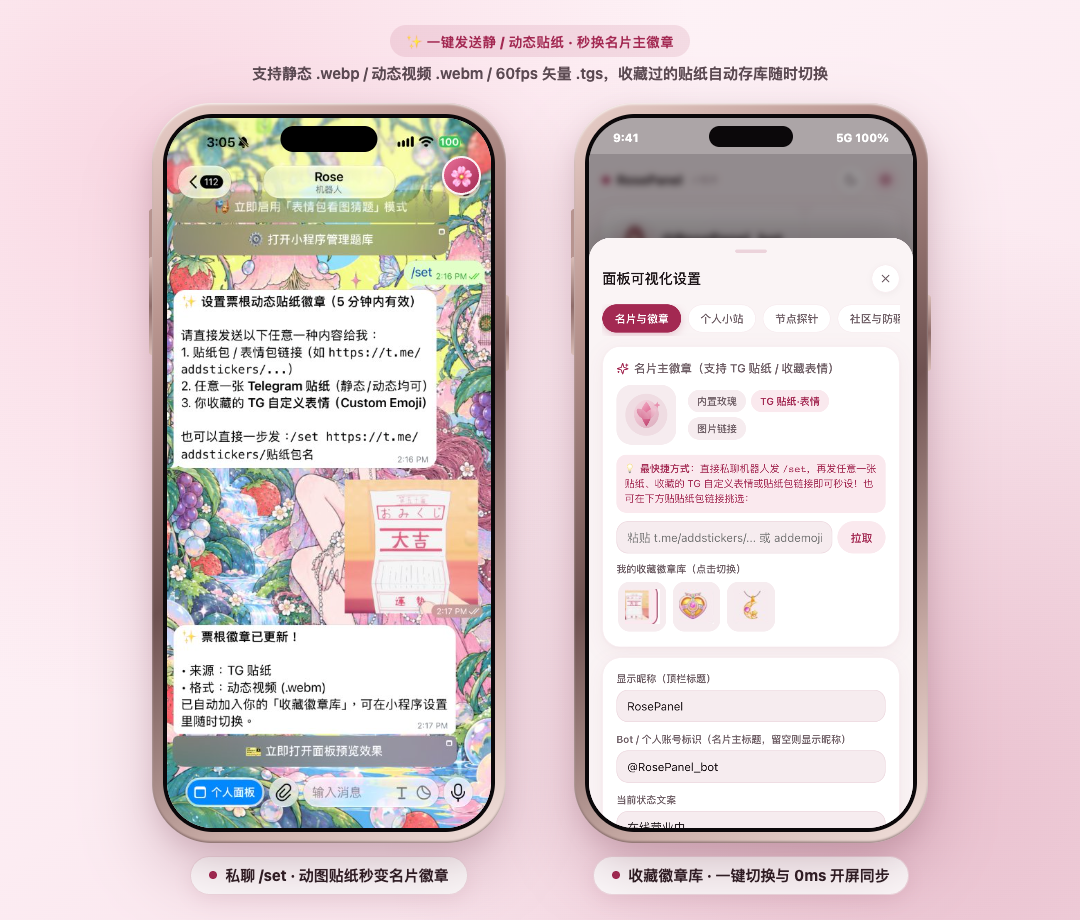 ✨ 一键发送静 / 动态贴纸 · 秒换名片主徽章
支持静态 .webp / 动态视频 .webm / 60fps 矢量 .tgs，收藏过的贴纸自动存库随时切换
3:05
100
112
Rose
机器人
立即启用「表情包看图猜题」模式
打开小程序管理题库
/set 2:16 PM
✨ 设置票根动态贴纸徽章（5 分钟内有效）
请直接发送以下任意一种内容给我：
1. 贴纸包 / 表情包链接（如 https://t.me/
addstickers/...）
2. 任意一张 Telegram 贴纸（静态/动态均可）
3. 你收藏的 TG 自定义表情（Custom Emoji）
也可以直接一步发：/set https://t.me/
addstickers/贴纸包名
2:16 PM
おみくじ
大吉
運勢
2:17 PM
✨ 票根徽章已更新！
• 来源：TG 贴纸
• 格式：动态视频 (.webm)
已自动加入你的「收藏徽章库」，可在小程序设置
里随时切换。
2:17 PM
🎫 立即打开面板预览效果
个人面板
输入消息
私聊 /set · 动图贴纸秒变名片徽章
9:41
5G 100%
RosePanel
面板可视化设置
名片与徽章
个人小站
节点探针
社区与防
名片主徽章（支持 TG 贴纸 / 收藏表情）
内置玫瑰
TG 贴纸·表情
图片链接
💡 最快捷方式：直接私聊机器人发 /set，再发任意一张
贴纸、收藏的 TG 自定义表情或贴纸包链接即可秒设！也
可在下方贴贴纸包链接挑选：
粘贴 t.me/addstickers/... 或 addemoji
拉取
我的收藏徽章库（点击切换）
显示昵称（顶栏标题）
RosePanel
Bot / 个人账号标识（名片主标题，留空则显示昵称）
@RosePanel_bot
当前状态文案
在线营业中
收藏徽章库 · 一键切换与 0ms 开屏同步